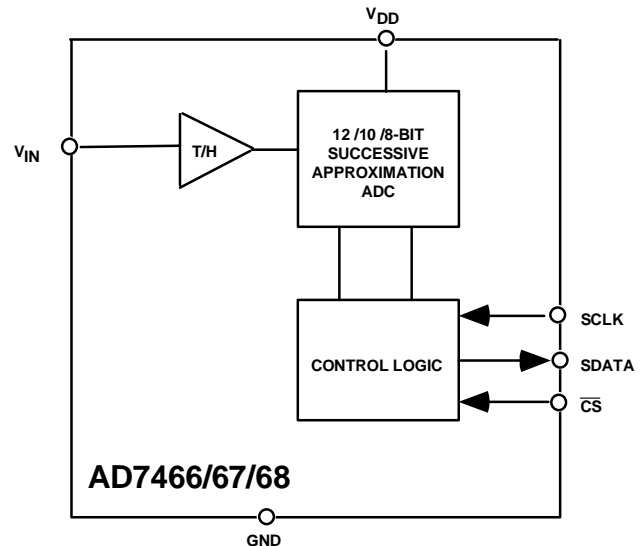 VDD
VIN
T/H
12 /10 /8-BIT
SUCCESSIVE
APPROXIMATION
ADC
SCLK
CONTROL LOGIC
SDATA
CS
AD7466/67/68
GND